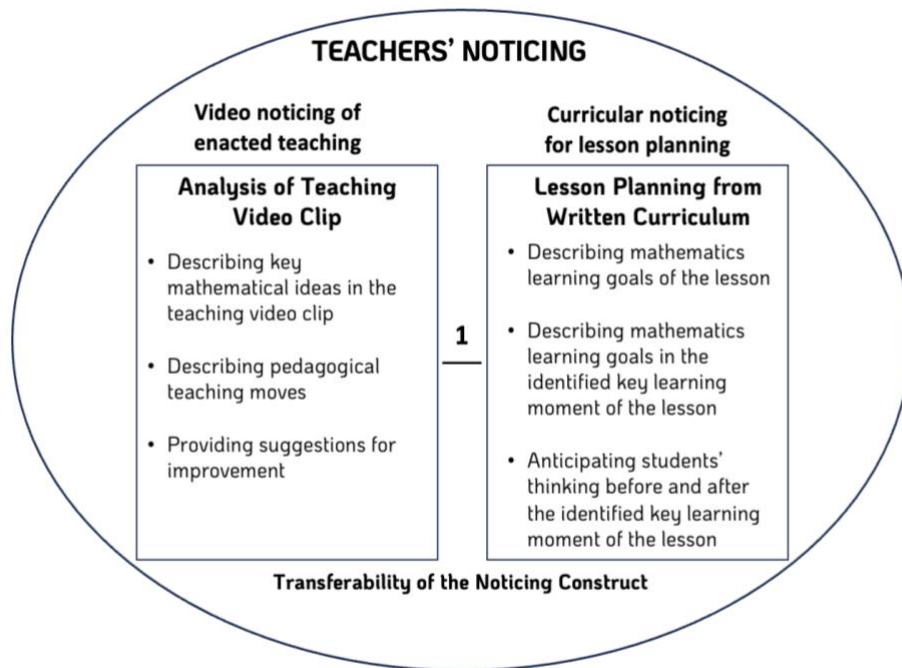 TEACHERS' NOTICING
Video noticing of
enacted teaching
Analysis of Teaching
Video Clip
• Describing key
mathematical ideas in the
teaching video clip
• Describing pedagogical
teaching moves
• Providing suggestions for
improvement
1
Curricular noticing
for lesson planning
Lesson Planning from
Written Curriculum
• Describing mathematics
learning goals of the lesson
• Describing mathematics
learning goals in the
identified key learning
moment of the lesson
• Anticipating students'
thinking before and after
the identified key learning
moment of the lesson
Transferability of the Noticing Construct